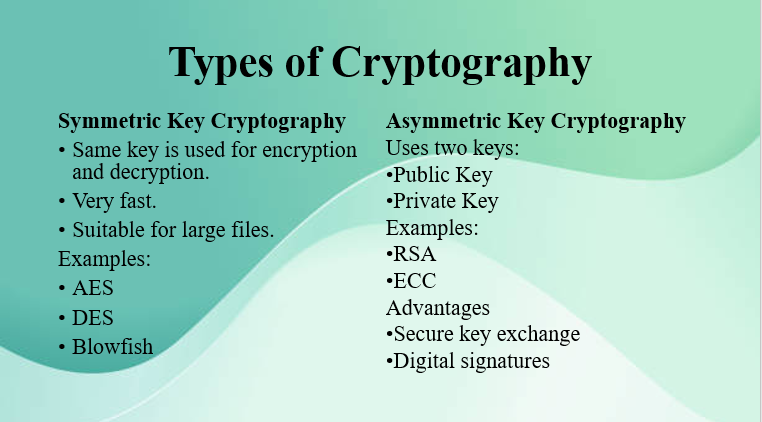 Types of Cryptography
Symmetric Key Cryptography
• Same key is used for encryption
and decryption.
• Very fast.
• Suitable for large files.
Examples:
• AES
• DES
• Blowfish
Asymmetric Key Cryptography
Uses two keys:
•Public Key
•Private Key
Examples:
•RSA
•ECC
Advantages
•Secure key exchange
•Digital signatures